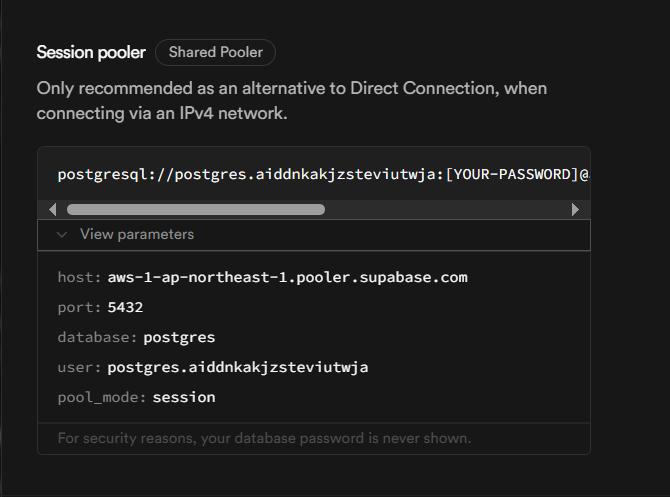 Session pooler Shared Pooler
Only recommended as an alternative to Direct Connection, when
connecting via an IPv4 network.
postgresql://postgres.aiddnkakjzsteviutwja:[YOUR-PASSWORD]@
View parameters
host: aws-1-ap-northeast-1.pooler.supabase.com
port: 5432
database: postgres
user: postgres.aiddnkakjzsteviutwja
pool_mode: session
For security reasons, your database password is never shown.